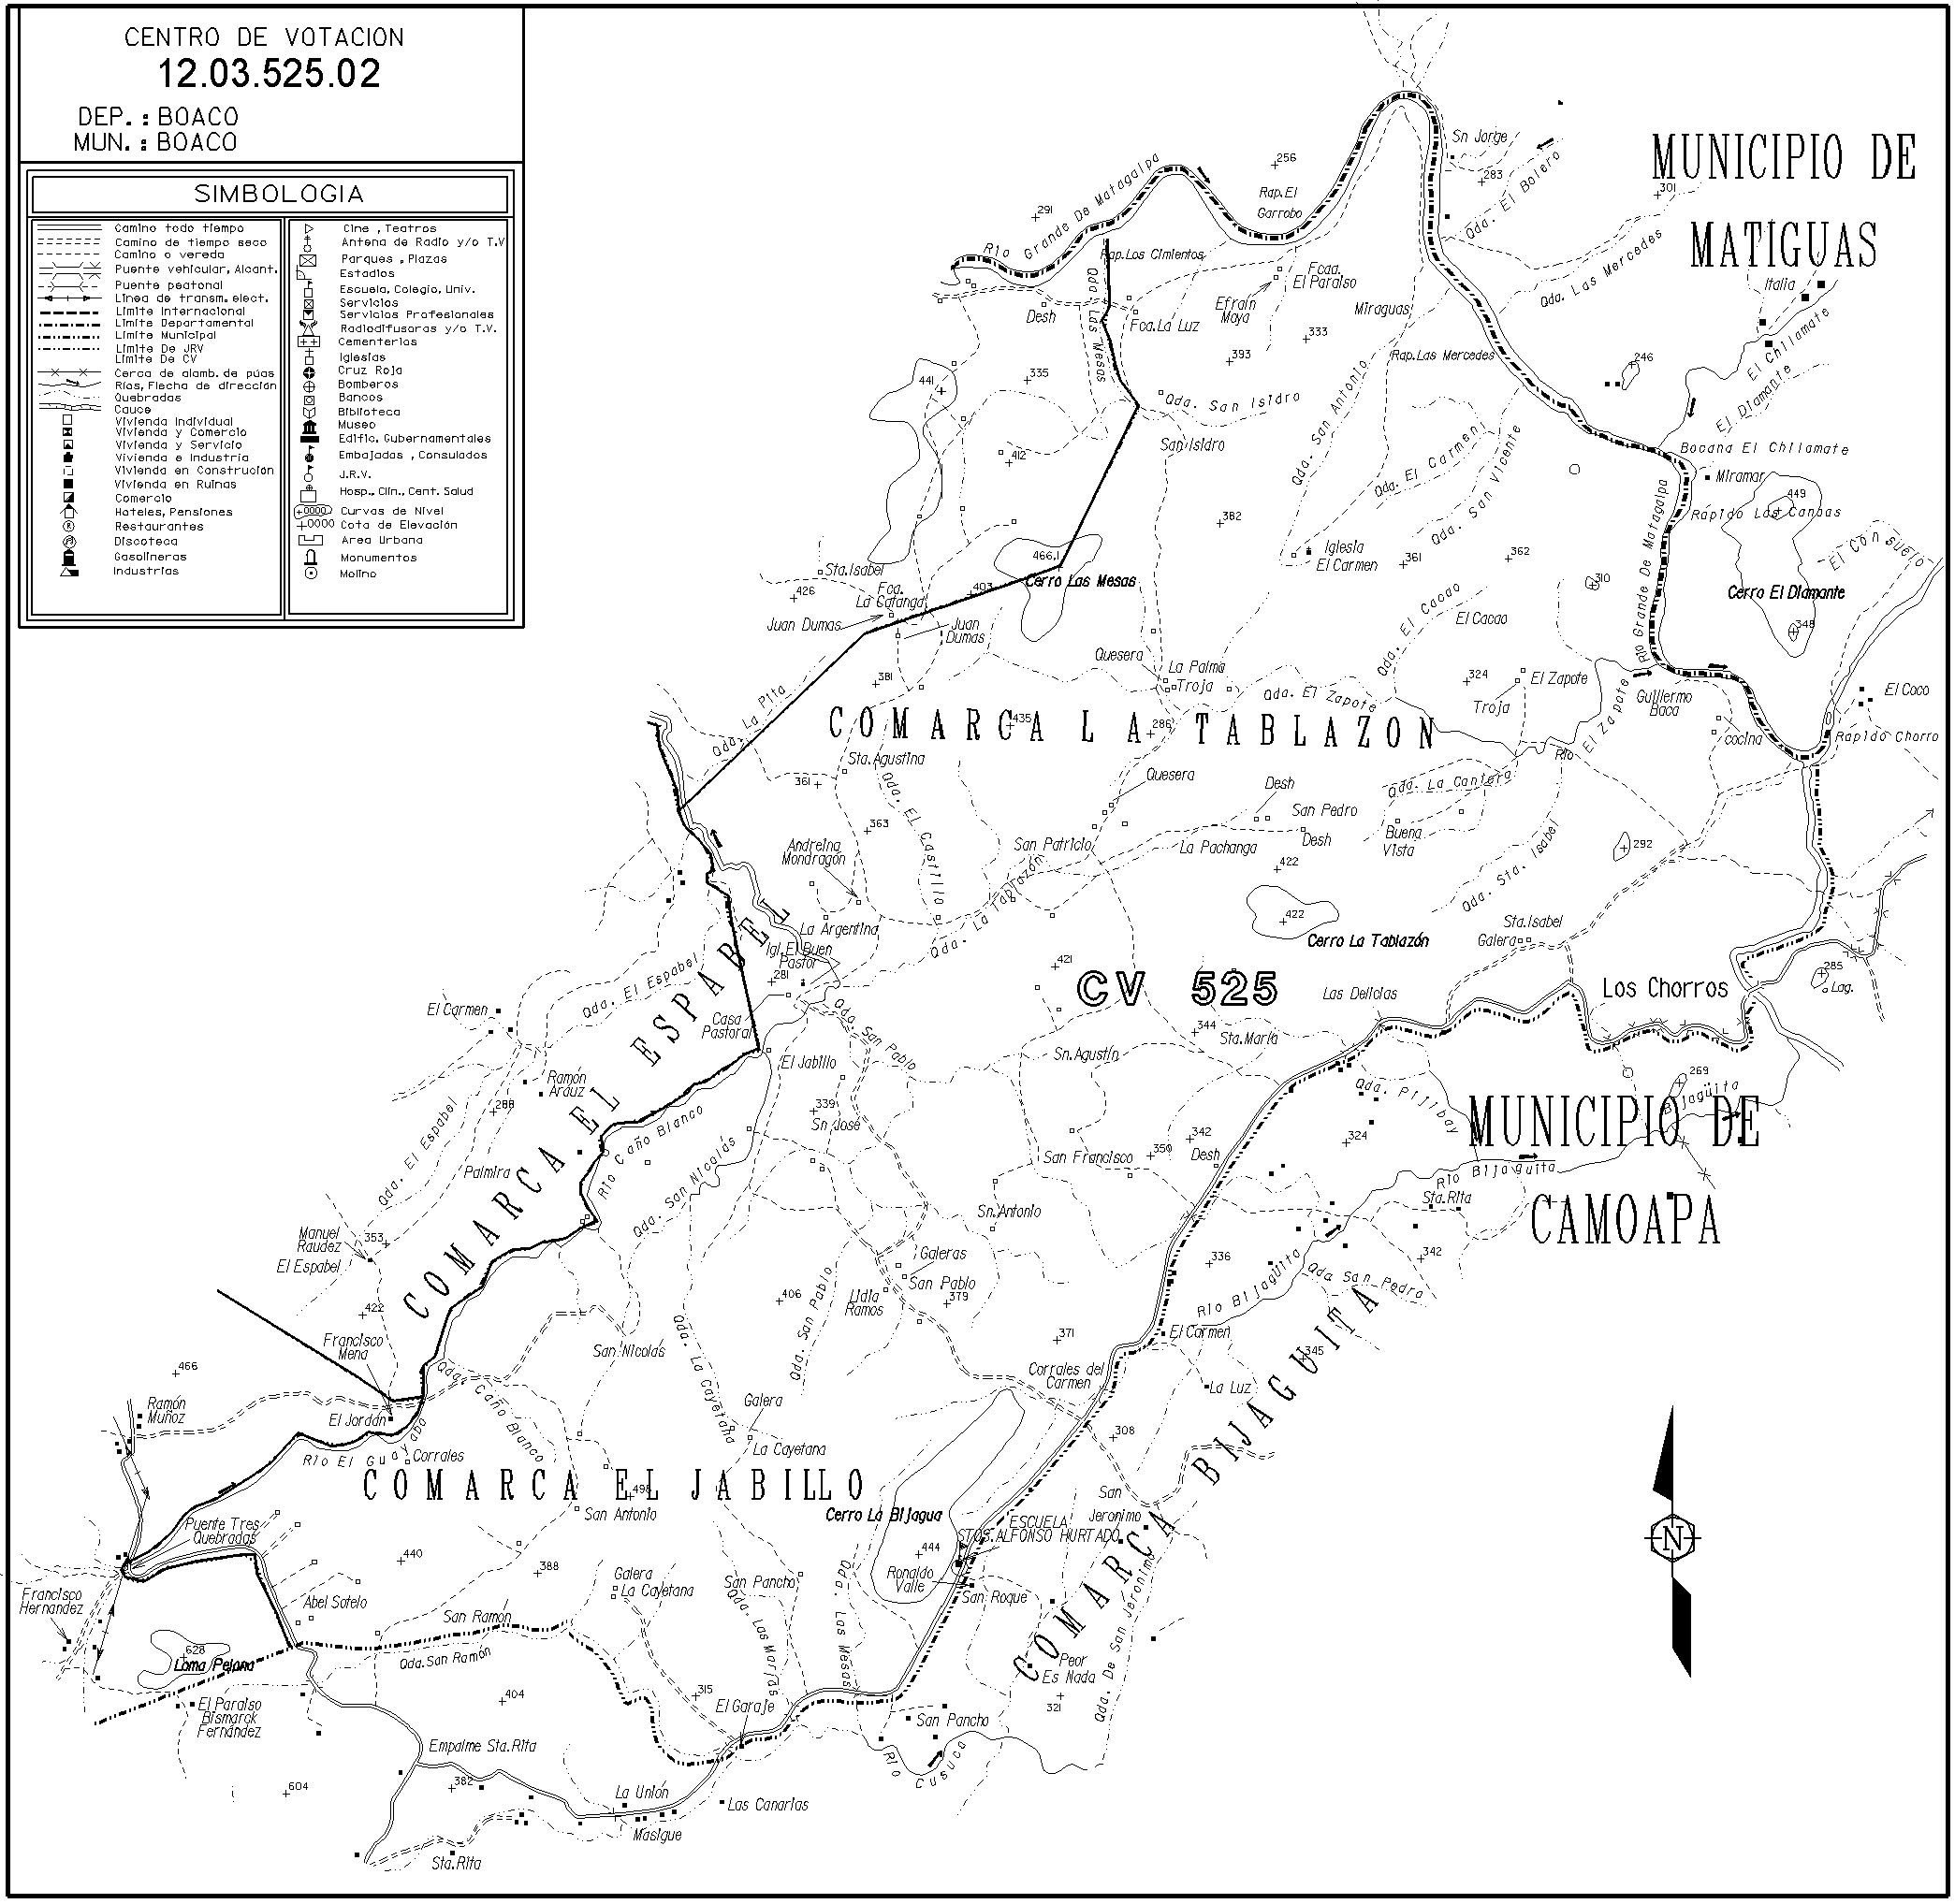 CENTRO DE VOTACION
12.03.525.02
DEP. : BOACO
MUN. : BOACO
SIMBOLOGIA
Camino todo tiempo
Camino de tiempo seco
Camino o vereda
Puente vehicular, Alcant.
Puente peatonal
Linea de transm. elect.
Limite Internacional
Limite Departamental
Limite Municipal
Limite De JRV
Limite De CV
Cerca de alamb. de púas
Rios, Flecha de dirección
Quebradas
Cauce
Vivienda Individual
Vivienda y Comercio
Vivienda y Servicio
Vivienda e Industria
Vivienda en Construción
Vivienda en Ruinas
Comercio
Hoteles, Pensiones
Restaurantes
Discoteca
Gasolineras
Industrias
Cine , Teatros
Antena de Radio y/o T.V
Parques , Plazas
Estadios
Escuela, Colegio, Univ.
Servicios
Servicios Profesionales
Radiodifusoras y/o T.V.
Cementerios
Iglesias
Cruz Roja
Bomberos
Bancos
Biblioteca
Museo
Edific. Gubernamentales
Embajadas , Consulados
J.R.V.
Hosp., Clin., Cent. Salud
+0000 Curvas de Nivel
+0000 Cota de Elevación
Area Urbana
Monumentos
Molino
MUNICIPIO DE
MATIGUAS
Sn Jorge
283
Qda. El Bolero
301
256
Rap. El
Garrobo
291
Rio Grande De Matagalpa
Rap. Los Cimientos
Qda. Las Mercedes
Italia
El Chilamate
Fcda.
El Paraiso
Efrain
Moya
Miraguas
Desh
Fca. La Luz
Qda Las Mesas
333
393
Rap. Las Mercedes
246
El Diamante
441
335
Qda. San Isidro
San Isidro
Qda. San Antonio
Qda. El Carmen
Qda. San Vicente
Bocana El Chilamate
Miramar
449
Rapido Las Canoas
412
382
Iglesia
El Carmen
361
362
310
Rio Grande De Matagalpa
El Consuero
Cerro El Diamante
348
466.1
Cerro Las Mesas
403
Sta. Isabel
426
Fca.
La Catanga
Juan Dumas
Juan
Dumas
Quesera
La Palma
Troja
Qda. El Cacao
El Cacao
324
El Zapote
Troja
Guillermo
Baca
El Coco
cocina
Rapido Chorro
381
Qda. La Pita
Qda. El Zapote
Rio El Zapote
COMARCA LA TABLAZON
435
286
Sta. Agustina
361
363
Qda. EL Castillo
Quesera
Desh
San Pedro
Desh
Qda. La Cantera
Buena
Vista
Andreina
Mondragón
San Patricio
La Pachanga
422
292
Qda. Sta. Isabel
Qda. La Tablazón
La Argentina
422
Cerro La Tablazón
Sta. Isabel
Galera
Igl. El Buen
Pastor
281
421
CV 525
Las Delicias
Los Chorros
285
Lag.
Qda. El Espabel
El Carmen
Casa
Pastoral
Qda San Pablo
El Jabillo
344
Sta. María
Sn. Agustín
COMARCA EL ESPABEL
Ramón
Arauz
288
Qda. El Espabel
Palmira
Rio Caño Blanco
339
Sn José
Qda. San Nicolás
342
350
Desh
San Francisco
Qda. Pijibay
324
269
Bijagüita
MUNICIPIO DE
CAMOAPA
Rio Bijaguita
Sta. Rita
Sn. Antonio
Manuel
Raudez
353
El Espabel
422
Galeras
San Pablo
Lidia
Ramos
379
406
Qda. San Pablo
336
342
Rio Bijagüita
Qda San Pedro
El Carmen
371
345
Corrales del
Carmen
La Luz
Francisco
Mena
San Nicolás
Qda. La Cayetana
466
Ramón
Muñoz
El Jordán
Qda. Caño Blanco
Rio El Guayabo
Corrales
Galera
La Cayetana
308
COMARCA BIJAGUITA
COMARCA EL JABILLO
498
San Antonio
Cerro La Bijagua
San
Jeronimo
ESCUELA
STOS. ALFONSO HURTADO
444
Ronaldo
Valle
San Roque
N
Puente Tres
Quebradas
440
388
Galera
La Cayetana
San Pancho
Qda. Las Marias
Qda. Las Mesas
Francisco
Hernandez
Abel Sotelo
San Ramón
Qda. San Ramón
628
Loma Pelona
Peor
Es Nada
321
Qda. De San Jeronimo
El Paraiso
Bismarck
Fernández
404
315
El Garaje
San Pancho
Rio Cusuca
Empalme Sta. Rita
604
382
La Unión
Las Canarias
Masigue
Sta. Rita